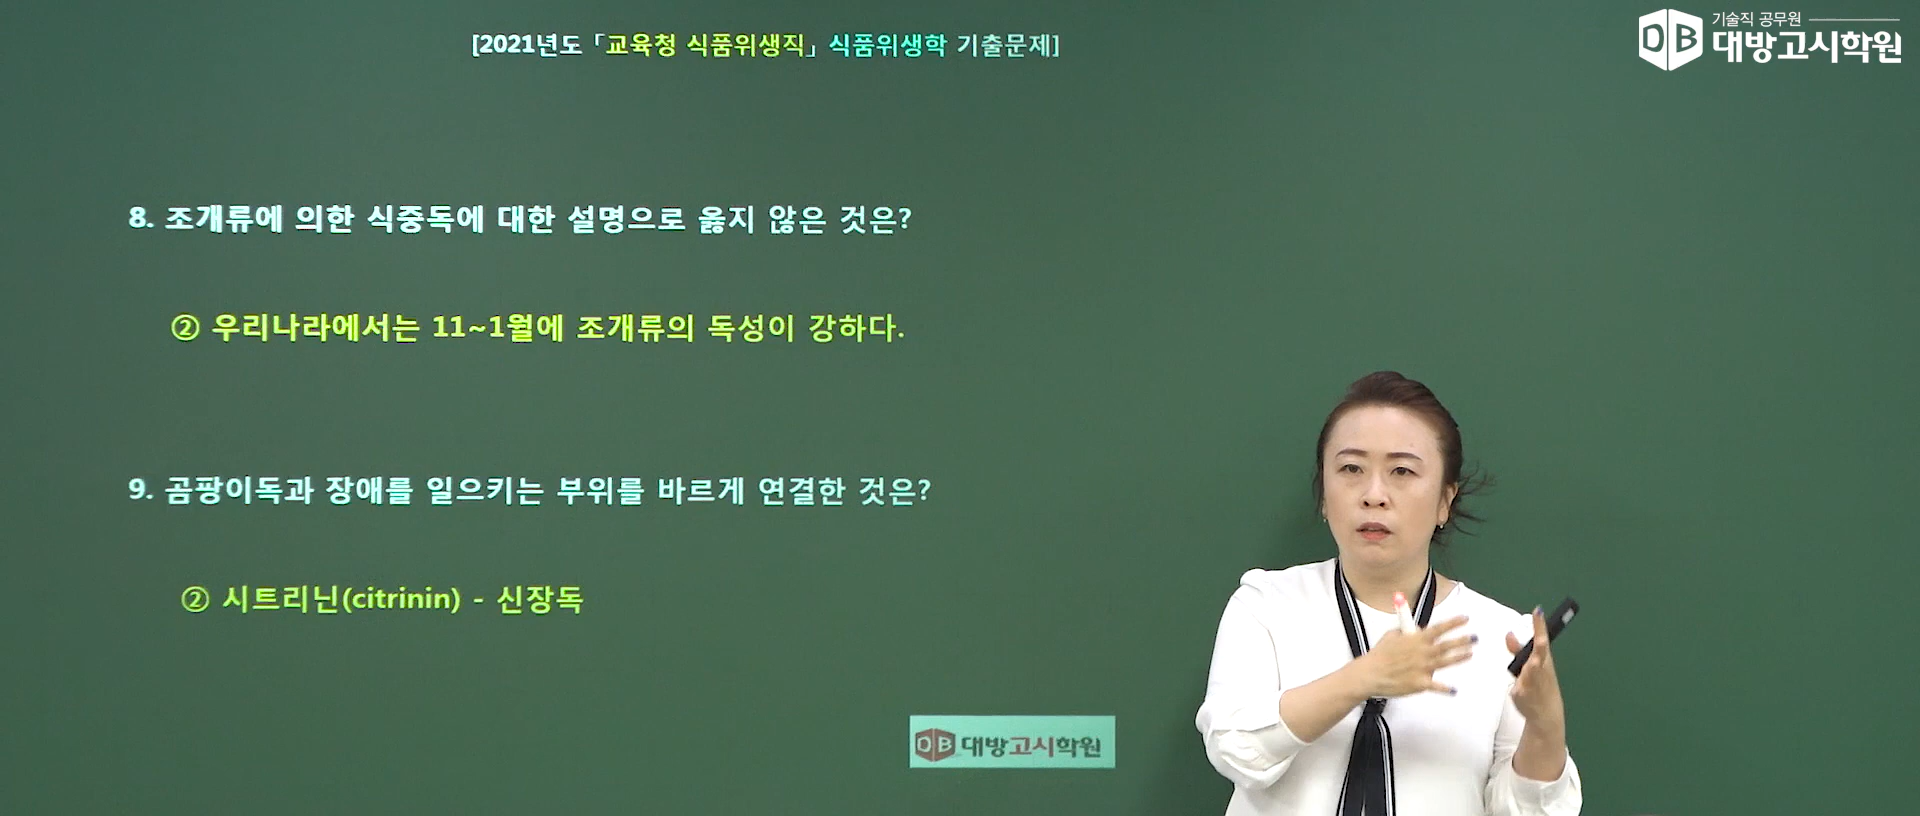 [2021년도 「교육청 식품위생직」 식품위생학 기출문제]
기술직 공무원
DB 대방고시학원
8. 조개류에 의한 식중독에 대한 설명으로 옳지 않은 것은?
② 우리나라에서는 11~1월에 조개류의 독성이 강하다.
9. 곰팡이독과 장애를 일으키는 부위를 바르게 연결한 것은?
② 시트리닌(citrinin) - 신장독
DB 대방고시학원